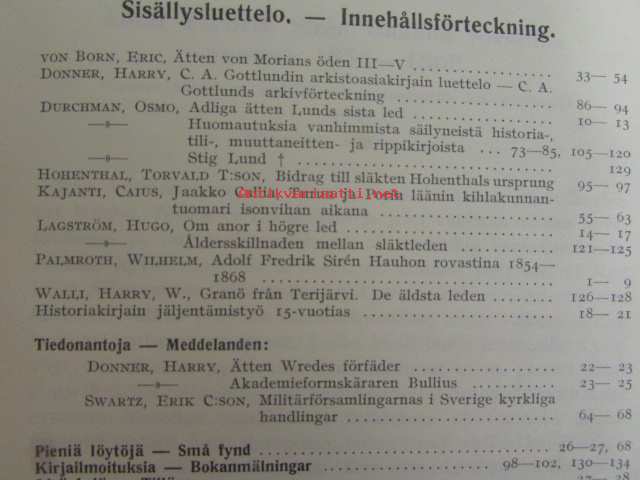 Sisällysluettelo. — Innehållsförteckning.
VON BORN, ERIC, Ätten von Morians öden III—V . . . . . . . . . . . . . . . 33— 54
DONNER, HARRY, C. A. Gottlundin arkistoasiakirjain luettelo — C. A.
Gottlunds arkivförteckning . . . . . . . . . . . . . . . 86— 94
DURCHMAN, OSMO, Adliga ätten Lunds sista led . . . . . . . . . . . . . . . 10— 13
—»— Huomautuksia vanhimmista säilyneistä historia-,
tili-, muuttaneitten- ja rippikirjoista . . . 73—85, 105—120
—»— Stig Lund † . . . . . . . . . . . . . . . 129
HOHENTHAL, TORVALD T:SON, Bidrag till släkten Hohenthals ursprung 95— 97
KAJANTI, CAIUS, Jaakko Turun ja Porin läänin kihlakunnan-
tuomari isonvihan aikana . . . . . . . . . . . . . . . 55— 63
LAGSTRÖM, HUGO, Om anor i högre led . . . . . . . . . . . . . . . 14— 17
—»— Åldersskillnaden mellan släktleden . . . . . . . . . . . . 121—125
PALMROTH, WILHELM, Adolf Fredrik Sirén Hauhon rovastina 1854—
1868 . . . . . . . . . . . . . . . 1— 9
WALLI, HARRY, W., Granö från Terijärvi. De äldsta leden . . . . . . . . 126—128
Historiakirjain jäljentämistyö 15-vuotias . . . . . . . . . . . . . . . 18— 21
Tiedonantoja — Meddelanden:
DONNER, HARRY, Ätten Wredes förfäder . . . . . . . . . . . . . . . 22— 23
—»— Akademieformskäraren Bullius . . . . . . . . . . . . 23— 25
SWARTZ, ERIK C:SON, Militärförsamlingarnas i Sverige kyrkliga
handlingar . . . . . . . . . . . . . . . 64— 68
Pieniä löytöjä — Små fynd . . . . . . . . . . . . . . . 26—27, 68
Kirjailmoituksia — Bokanmälningar . . . . . . . . . . . . 98—102, 130—134
27— 28